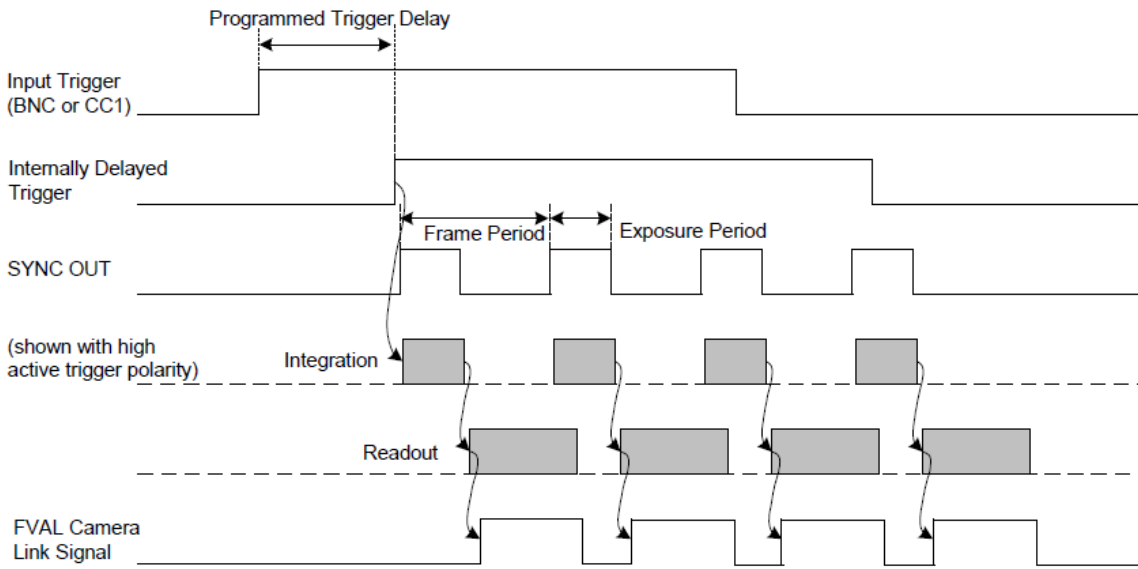 Programmed Trigger Delay
Input Trigger
(BNC or CC1)
Internally Delayed
Trigger
Frame Period
Exposure Period
SYNC OUT
(shown with high
active trigger polarity)
Integration
Readout
FVAL Camera
Link Signal